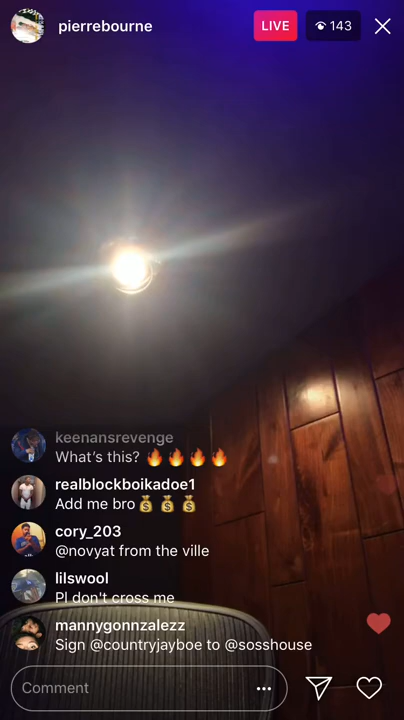 pierrebourne
LIVE
143
keenansrevenge
What's this? 🔥🔥🔥🔥
realblockboikadoe1
Add me bro💰💰💰
cory_203
@novyat from the ville
lilswool
PI don't cross me
mannygonnzalezz
Sign @countryjayboe to @sosshouse
Comment